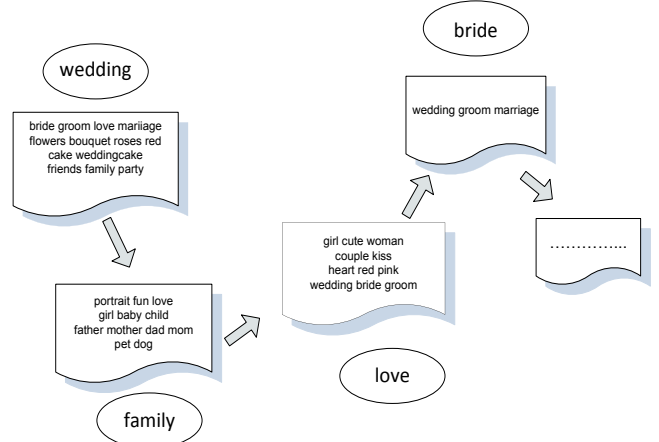 wedding
bride groom love mariiage
flowers bouquet roses red
cake weddingcake
friends family party
portrait fun love
girl baby child
father mother dad mom
pet dog
family
girl cute woman
couple kiss
heart red pink
wedding bride groom
love
bride
wedding groom marriage
...............